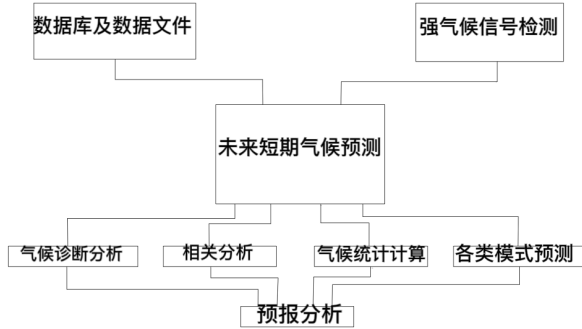 数据库及数据文件
强气候信号检测
未来短期气候预测
气候诊断分析
相关分析
气候统计计算
各类模式预测
预报分析